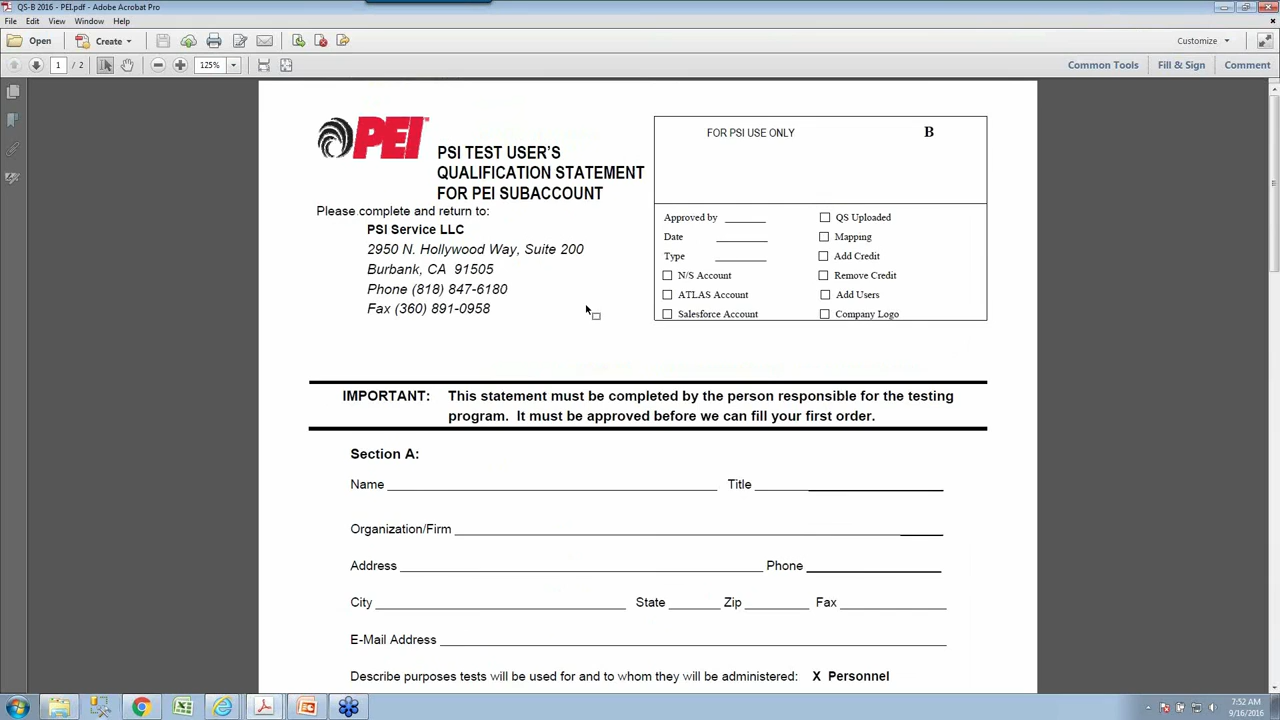 QS-B 2016 - PEI.pdf - Adobe Acrobat Pro
File Edit View Window Help
Open Create Customize
1 / 2 125% Common Tools Fill & Sign Comment
PEI
PSI TEST USER'S
QUALIFICATION STATEMENT
FOR PEI SUBACCOUNT
Please complete and return to:
PSI Service LLC
2950 N. Hollywood Way, Suite 200
Burbank, CA 91505
Phone (818) 847-6180
Fax (360) 891-0958
FOR PSI USE ONLY B
Approved by QS Uploaded
Date Mapping
Type Add Credit
N/S Account Remove Credit
ATLAS Account Add Users
Salesforce Account Company Logo
IMPORTANT: This statement must be completed by the person responsible for the testing
program. It must be approved before we can fill your first order.
Section A:
Name Title
Organization/Firm
Address Phone
City State Zip Fax
E-Mail Address
Describe purposes tests will be used for and to whom they will be administered: X Personnel
7:52 AM
9/16/2016